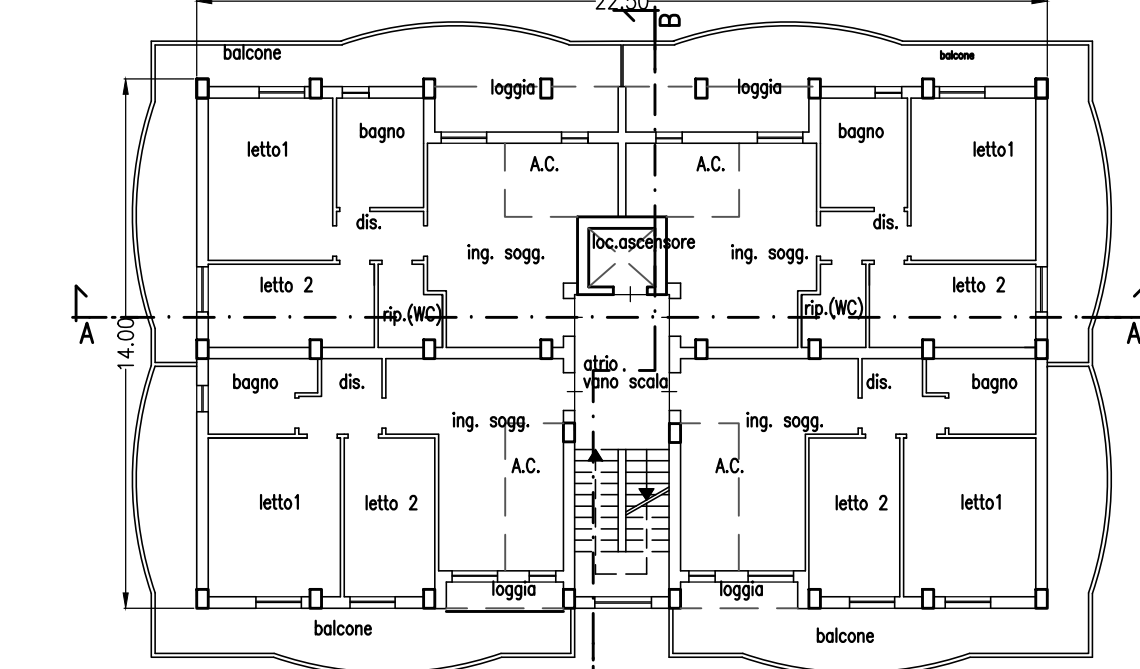 22.50
B
balcone
balcone
loggia
loggia
letto1
bagno
A.C.
A.C.
bagno
letto1
dis.
dis.
ing. sogg.
loc.ascensore
ing. sogg.
letto 2
letto 2
rip.(WC)
rip.(WC)
A
A
14.00
atrio
vano scala
bagno
dis.
dis.
bagno
ing. sogg.
ing. sogg.
A.C.
A.C.
letto1
letto 2
letto 2
letto1
loggia
loggia
balcone
balcone